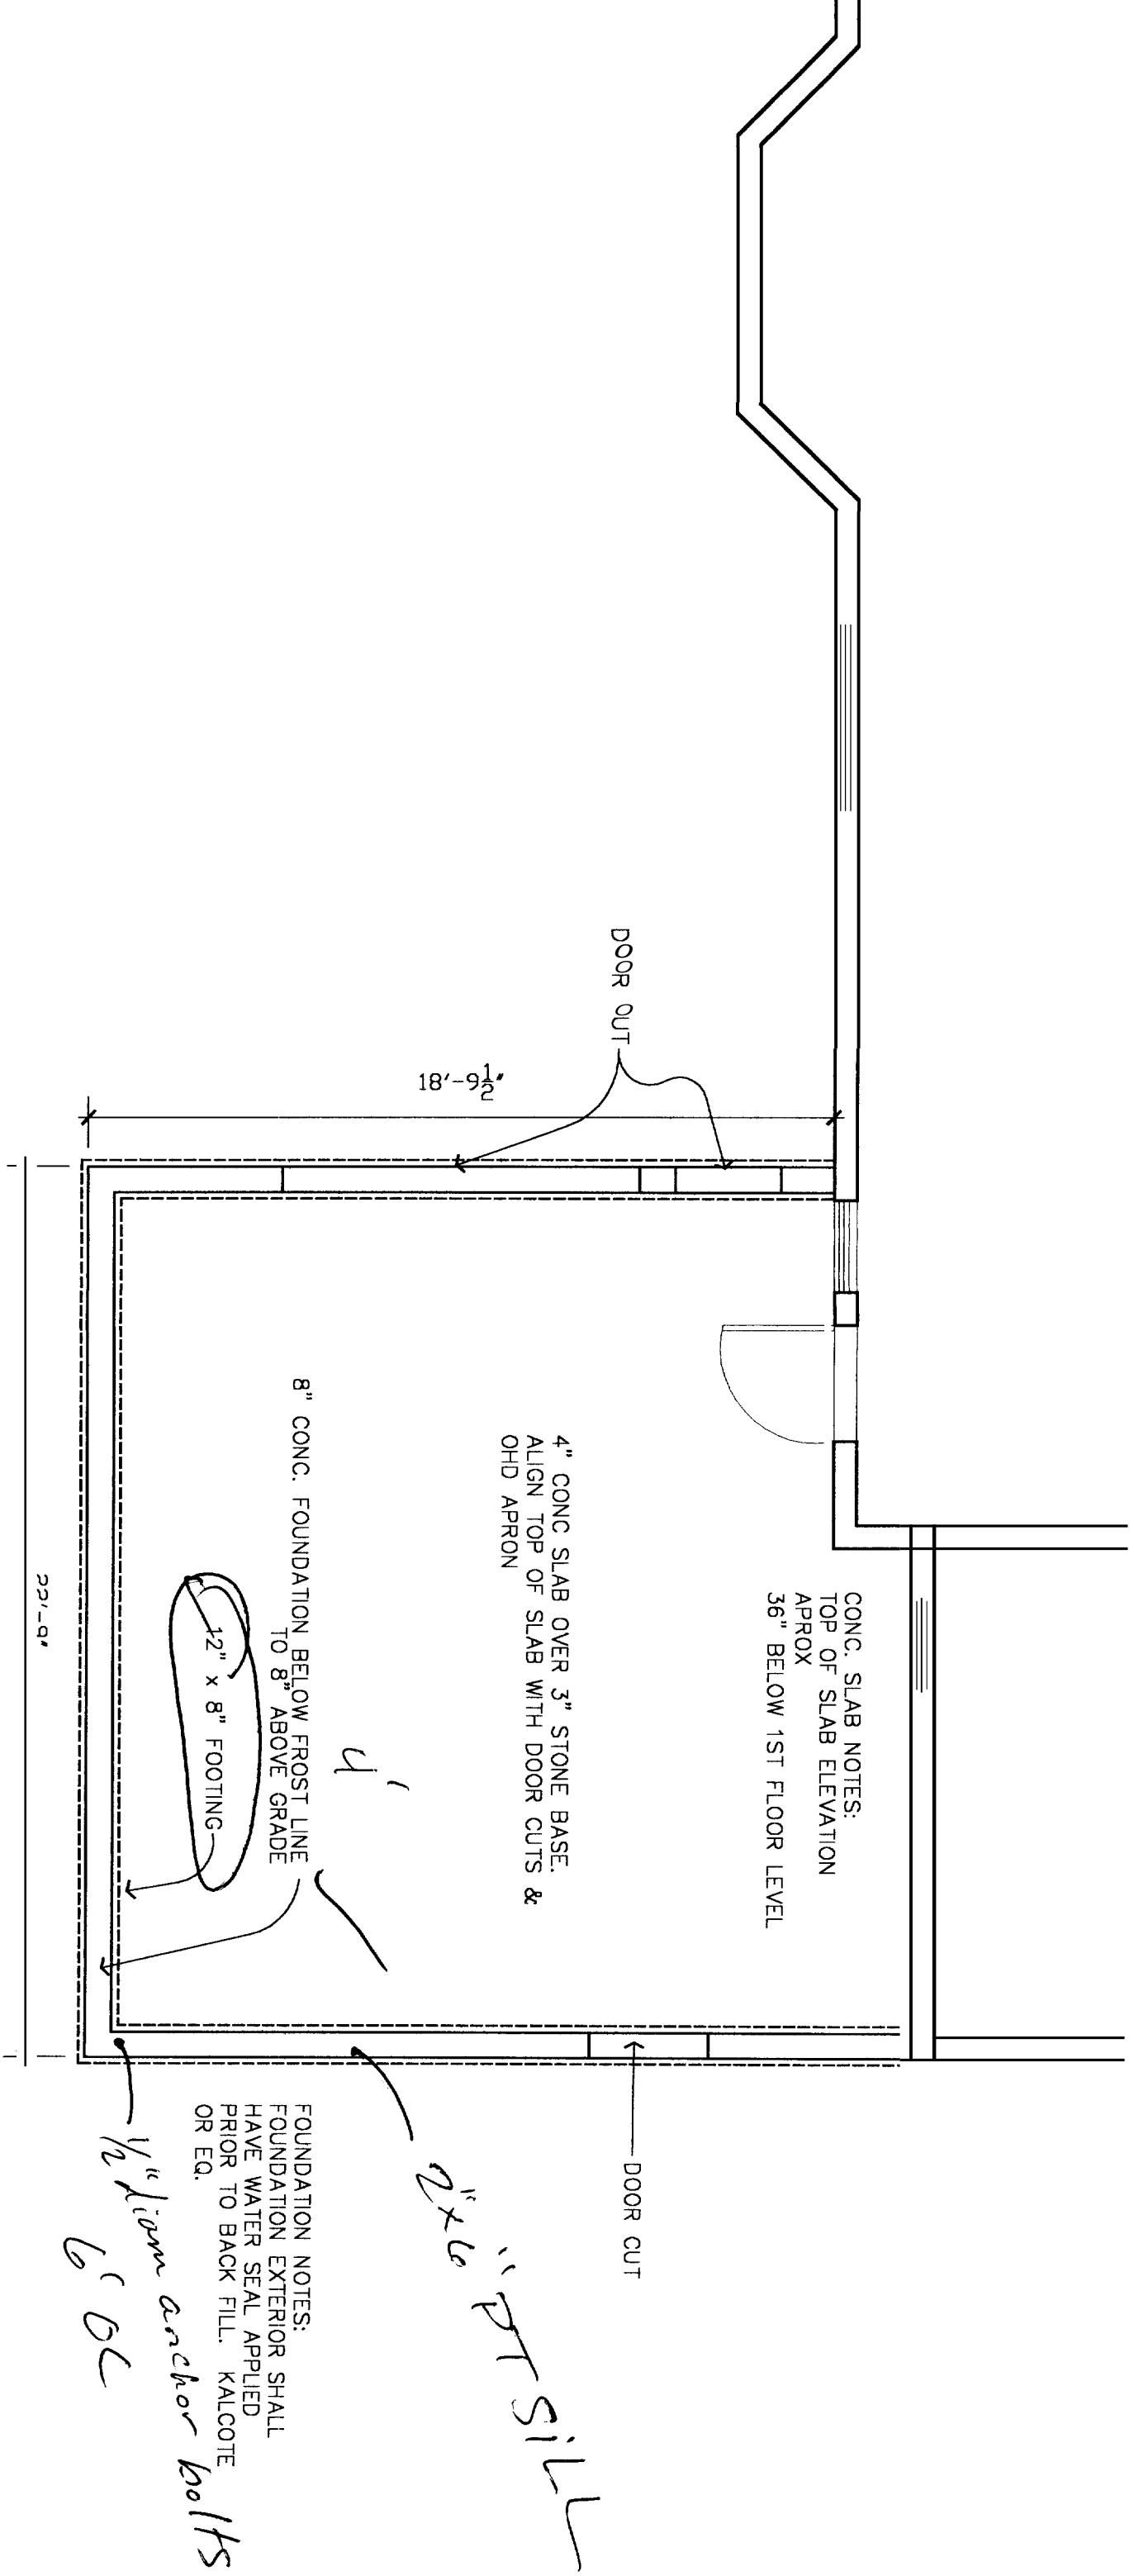 CONC. SLAB NOTES:
TOP OF SLAB ELEVATION
APROX
36" BELOW 1ST FLOOR LEVEL
DOOR OUT
DOOR CUT
4" CONC SLAB OVER 3" STONE BASE.
ALIGN TOP OF SLAB WITH DOOR CUTS &
OHD APRON
18'-9½"
4'
2"x6" PT SILL
8" CONC. FOUNDATION BELOW FROST LINE
TO 8" ABOVE GRADE
12" x 8" FOOTING
FOUNDATION NOTES:
FOUNDATION EXTERIOR SHALL
HAVE WATER SEAL APPLIED
PRIOR TO BACK FILL. KALCOTE
OR EQ.
½" diam anchor bolts
6' OC
22'-9"